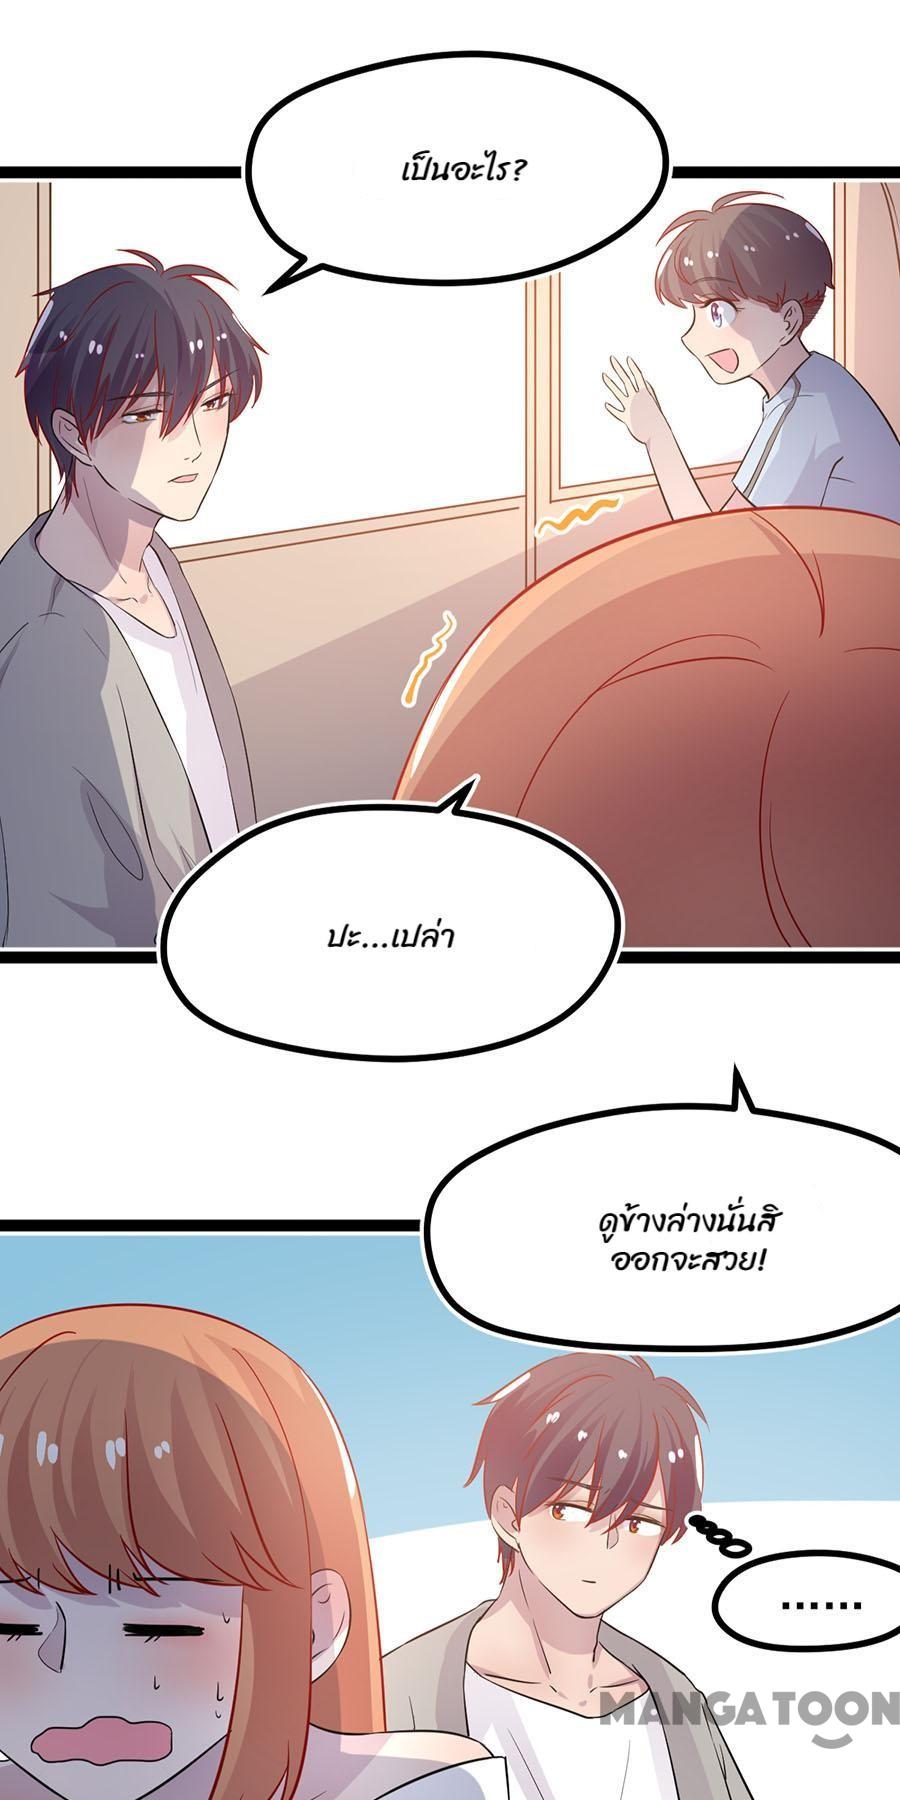 เป็นอะไร?
ปะ...เปล่า
ดูข้างล่างนั่นสิ
ออกจะสวย!
......
MANGATOON